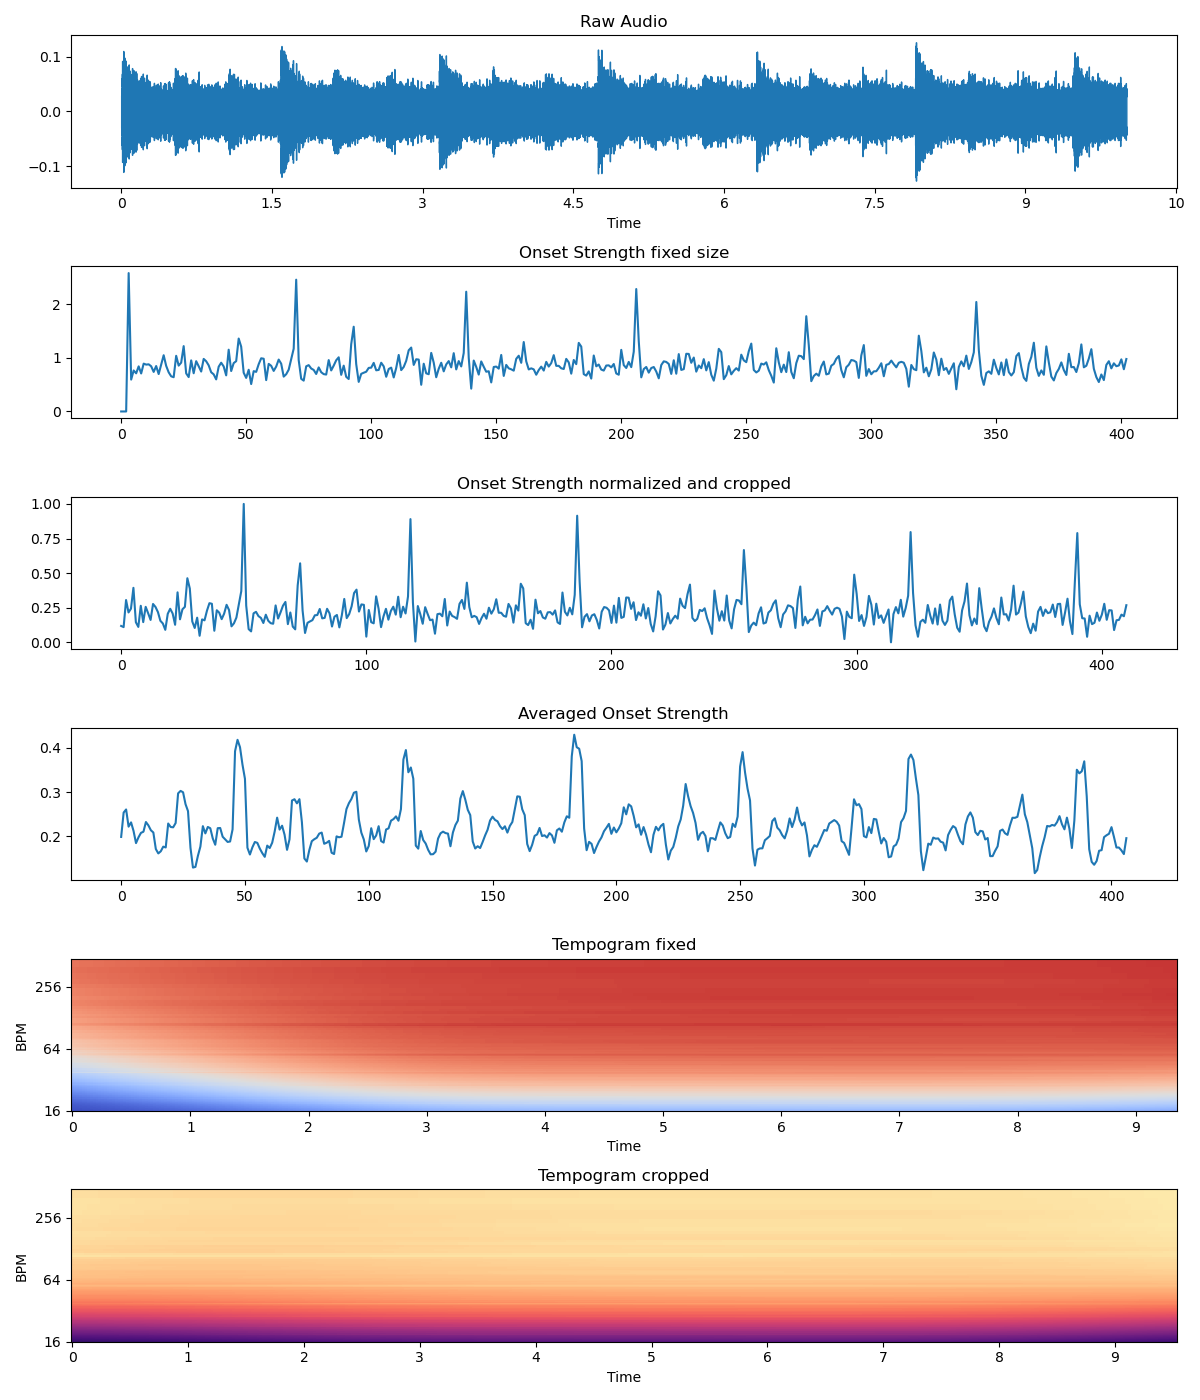 Raw Audio
0.1
0.0
−0.1
0 1.5 3 4.5 6 7.5 9 10
Time
Onset Strength fixed size
2
1
0
0 50 100 150 200 250 300 350 400
Onset Strength normalized and cropped
1.00
0.75
0.50
0.25
0.00
0 100 200 300 400
Averaged Onset Strength
0.4
0.3
0.2
0 50 100 150 200 250 300 350 400
Tempogram fixed
BPM
256
64
16
0 1 2 3 4 5 6 7 8 9
Time
Tempogram cropped
BPM
256
64
16
0 1 2 3 4 5 6 7 8 9
Time